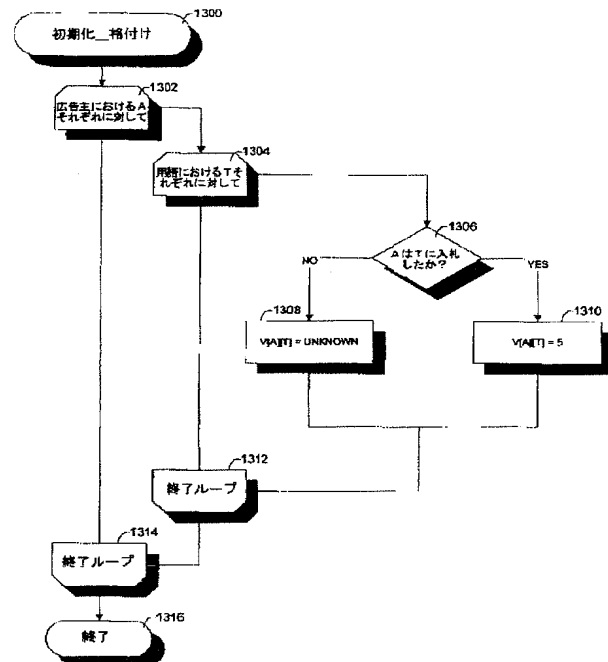 1300
初期化__格付け
1302
広告主におけるA
それぞれに対して
1304
用語におけるTそ
れぞれに対して
1306
AはTに入札
したか?
NO
YES
1308
V[A][T] = UNKNOWN
1310
V[A][T] = 5
1312
終了ループ
1314
終了ループ
1316
終了